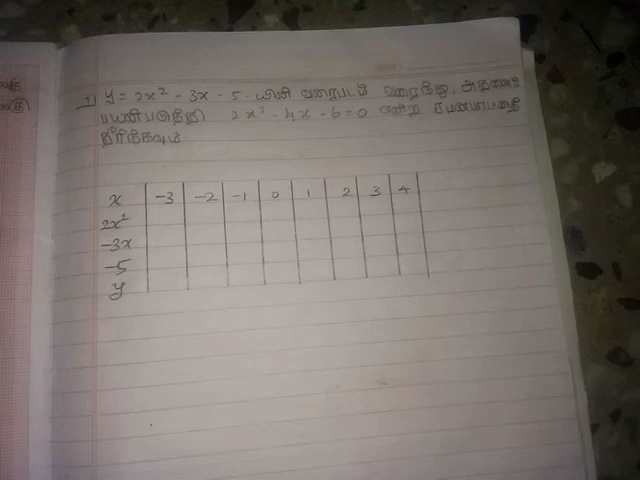 1) y = 2x² - 3x - 5 யின் வரைபடம் வரைந்து, அதனைப்
பயன்படுத்தி 2x² - 4x - 6 = 0 என்ற சமன்பாட்டை
தீர்க்கவும்
x -3 -2 -1 0 1 2 3 4
2x²
-3x
-5
y